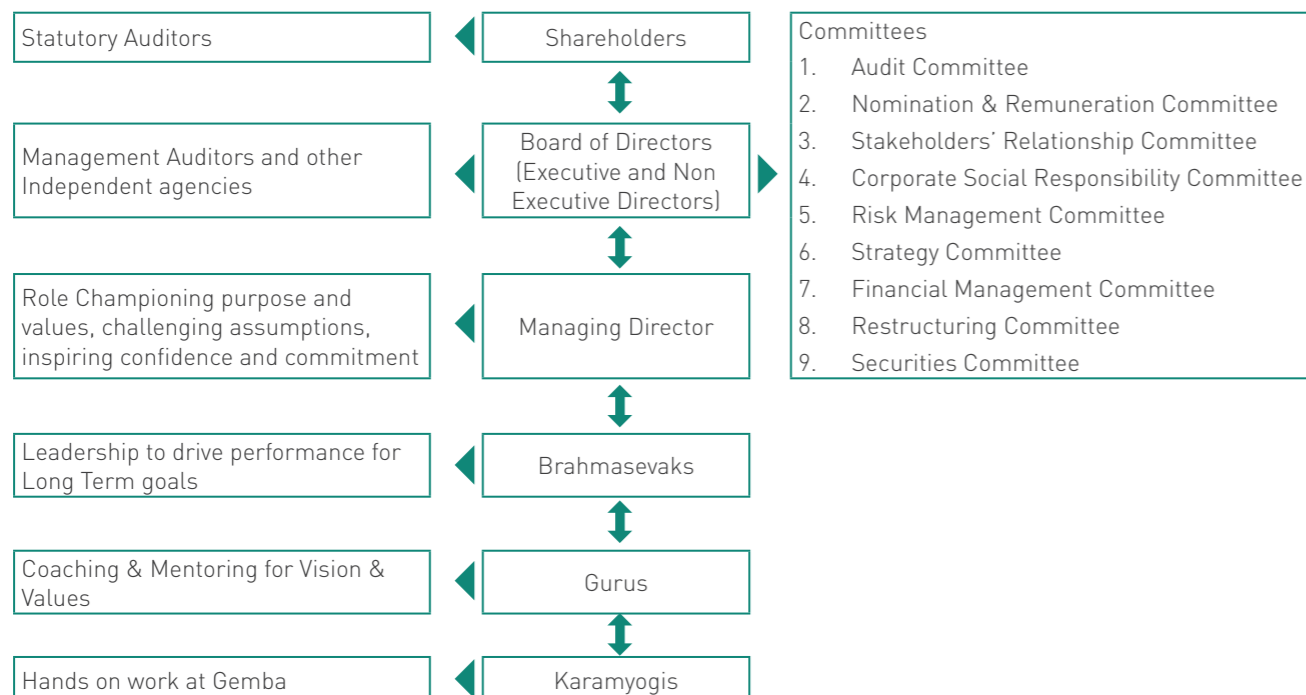 Statutory Auditors
Shareholders
Committees
1. Audit Committee
2. Nomination & Remuneration Committee
3. Stakeholders’ Relationship Committee
4. Corporate Social Responsibility Committee
5. Risk Management Committee
6. Strategy Committee
7. Financial Management Committee
8. Restructuring Committee
9. Securities Committee
Management Auditors and other
Independent agencies
Board of Directors
(Executive and Non
Executive Directors)
Role Championing purpose and
values, challenging assumptions,
inspiring confidence and commitment
Managing Director
Leadership to drive performance for
Long Term goals
Brahmasevaks
Coaching & Mentoring for Vision &
Values
Gurus
Hands on work at Gemba
Karamyogis